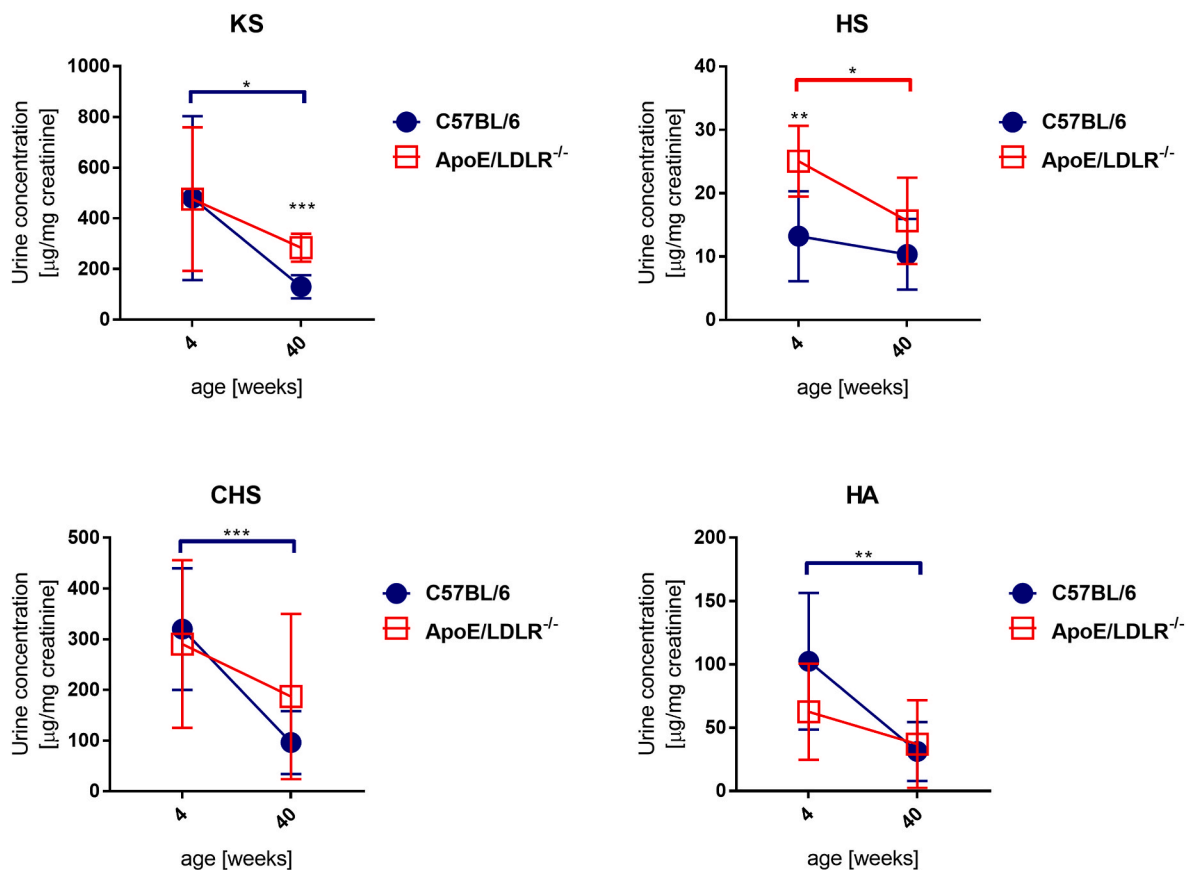 KS
Urine concentration
[µg/mg creatinine]
1000
800
600
400
200
0
*
***
4
40
age [weeks]
C57BL/6
ApoE/LDLR-/-
HS
Urine concentration
[µg/mg creatinine]
40
30
20
10
0
*
**
4
40
age [weeks]
C57BL/6
ApoE/LDLR-/-
CHS
Urine concentration
[µg/mg creatinine]
500
400
300
200
100
0
***
4
40
age [weeks]
C57BL/6
ApoE/LDLR-/-
HA
Urine concentration
[µg/mg creatinine]
200
150
100
50
0
**
4
40
age [weeks]
C57BL/6
ApoE/LDLR-/-